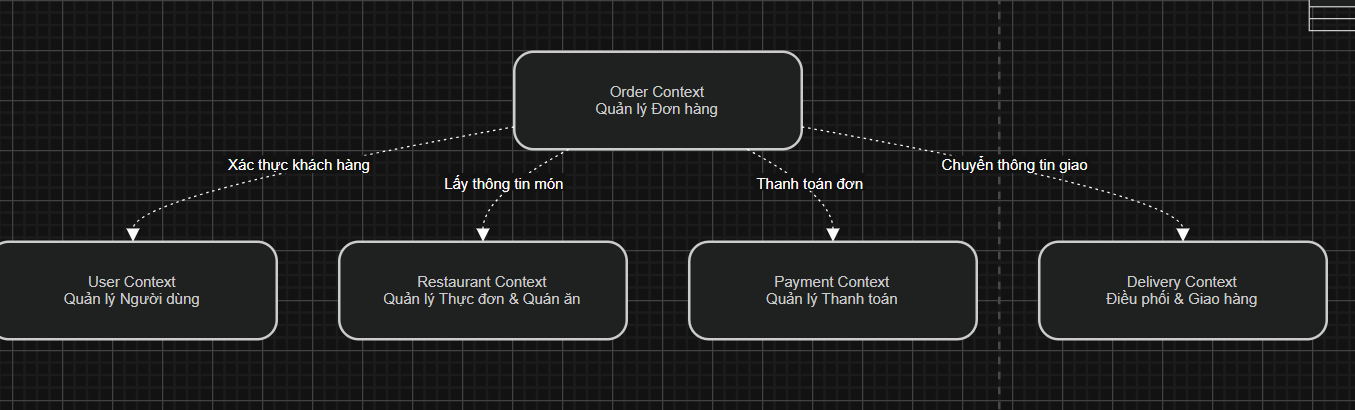 Order Context
Quản lý Đơn hàng
Xác thực khách hàng
Lấy thông tin món
Thanh toán đơn
Chuyển thông tin giao
User Context
Quản lý Người dùng
Restaurant Context
Quản lý Thực đơn & Quán ăn
Payment Context
Quản lý Thanh toán
Delivery Context
Điều phối & Giao hàng